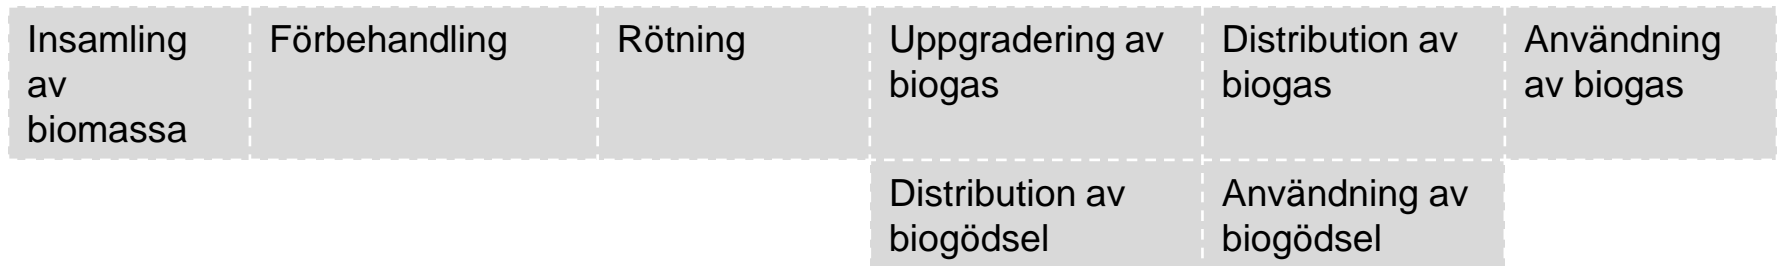 Insamling
av
biomassa
Förbehandling
Rötning
Uppgradering av
biogas
Distribution av
biogas
Användning
av biogas
Distribution av
biogödsel
Användning av
biogödsel